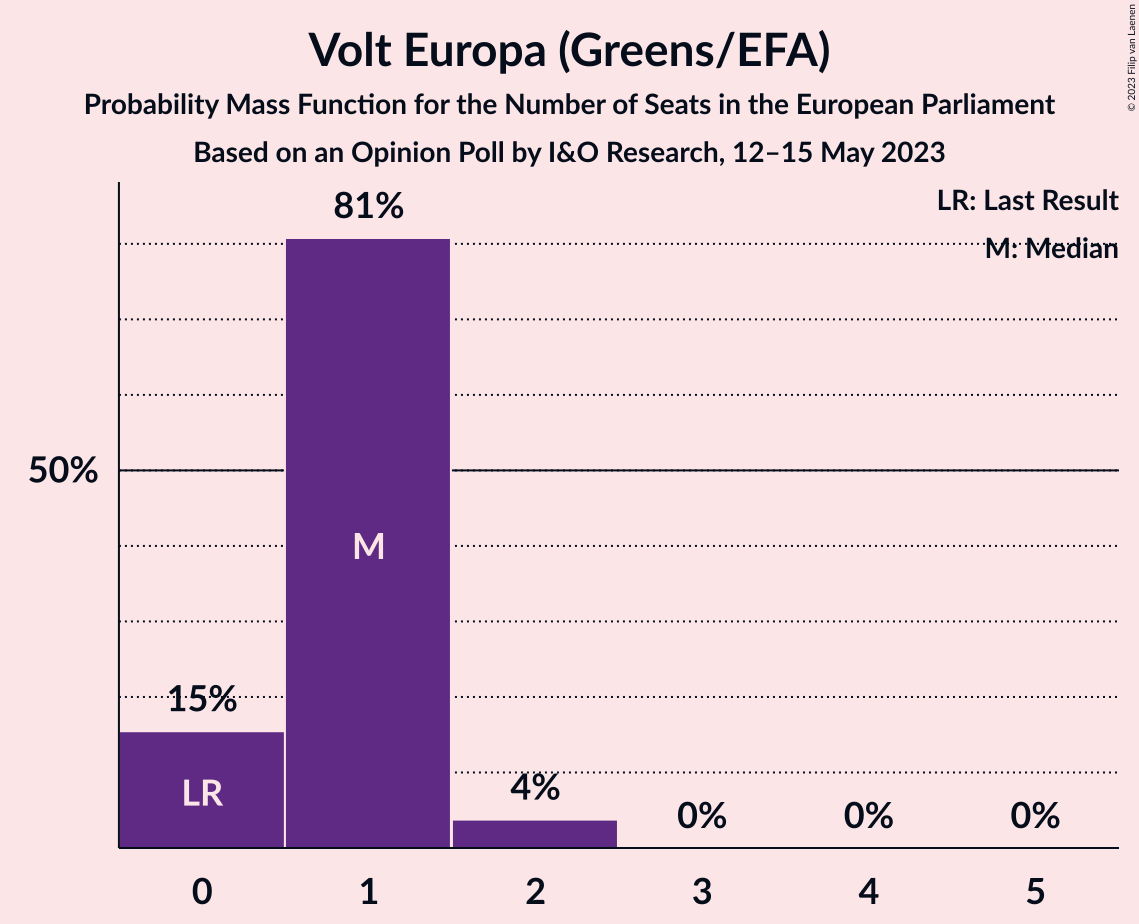 Volt Europa (Greens/EFA)
Probability Mass Function for the Number of Seats in the European Parliament
Based on an Opinion Poll by I&O Research, 12–15 May 2023
© 2023 Filip van Laenen
LR: Last Result
M: Median
81%
50%
M
15%
LR
4%
0%
0%
0%
0 1 2 3 4 5